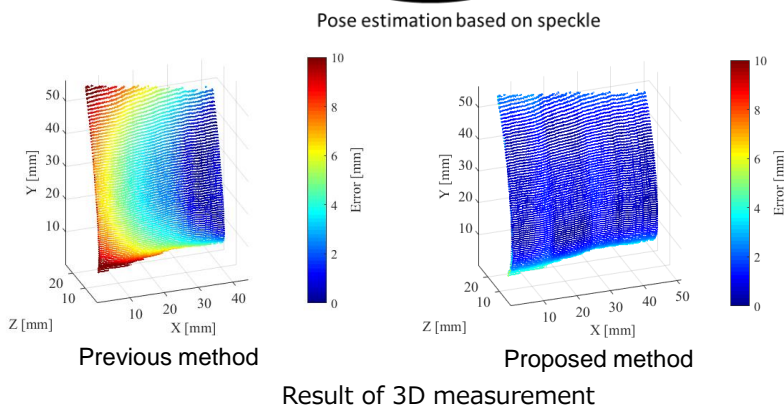 Pose estimation based on speckle
10
8
6
4
2
0
Error [mm]
50
40
30
20
10
Y [mm]
20
10
Z [mm]
10
20
30
40
X [mm]
Previous method
10
8
6
4
2
0
Error [mm]
50
40
30
20
10
Y [mm]
20
10
Z [mm]
10
20
30
40
50
X [mm]
Proposed method
Result of 3D measurement